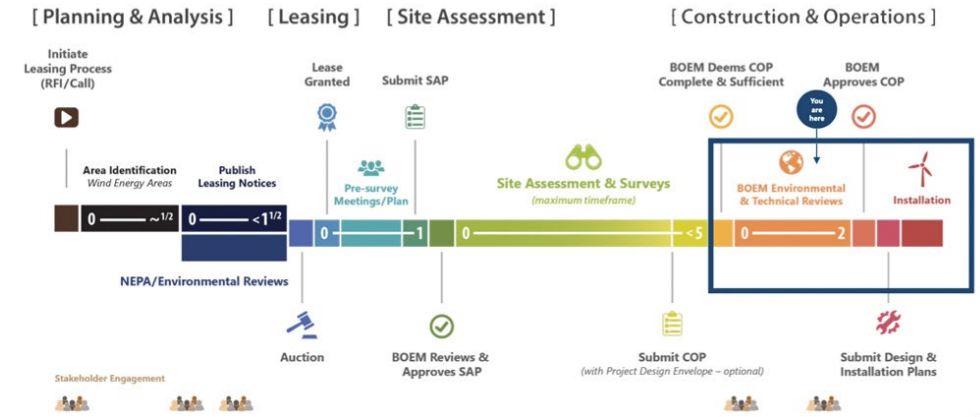 [ Planning & Analysis ]
[ Leasing ]
[ Site Assessment ]
[ Construction & Operations ]
Initiate
Leasing Process
(RFI/Call)
Lease
Granted
Submit SAP
BOEM Deems COP
Complete & Sufficient
You
are
here
BOEM
Approves COP
Area Identification
Wind Energy Areas
Publish
Leasing Notices
Pre-survey
Meetings/Plan
Site Assessment & Surveys
(maximum timeframe)
BOEM Environmental
& Technical Reviews
Installation
0 ~1/2
0 <1 1/2
0 1
0 <5
0 2
NEPA/Environmental Reviews
Auction
BOEM Reviews &
Approves SAP
Submit COP
(with Project Design Envelope – optional)
Submit Design &
Installation Plans
Stakeholder Engagement